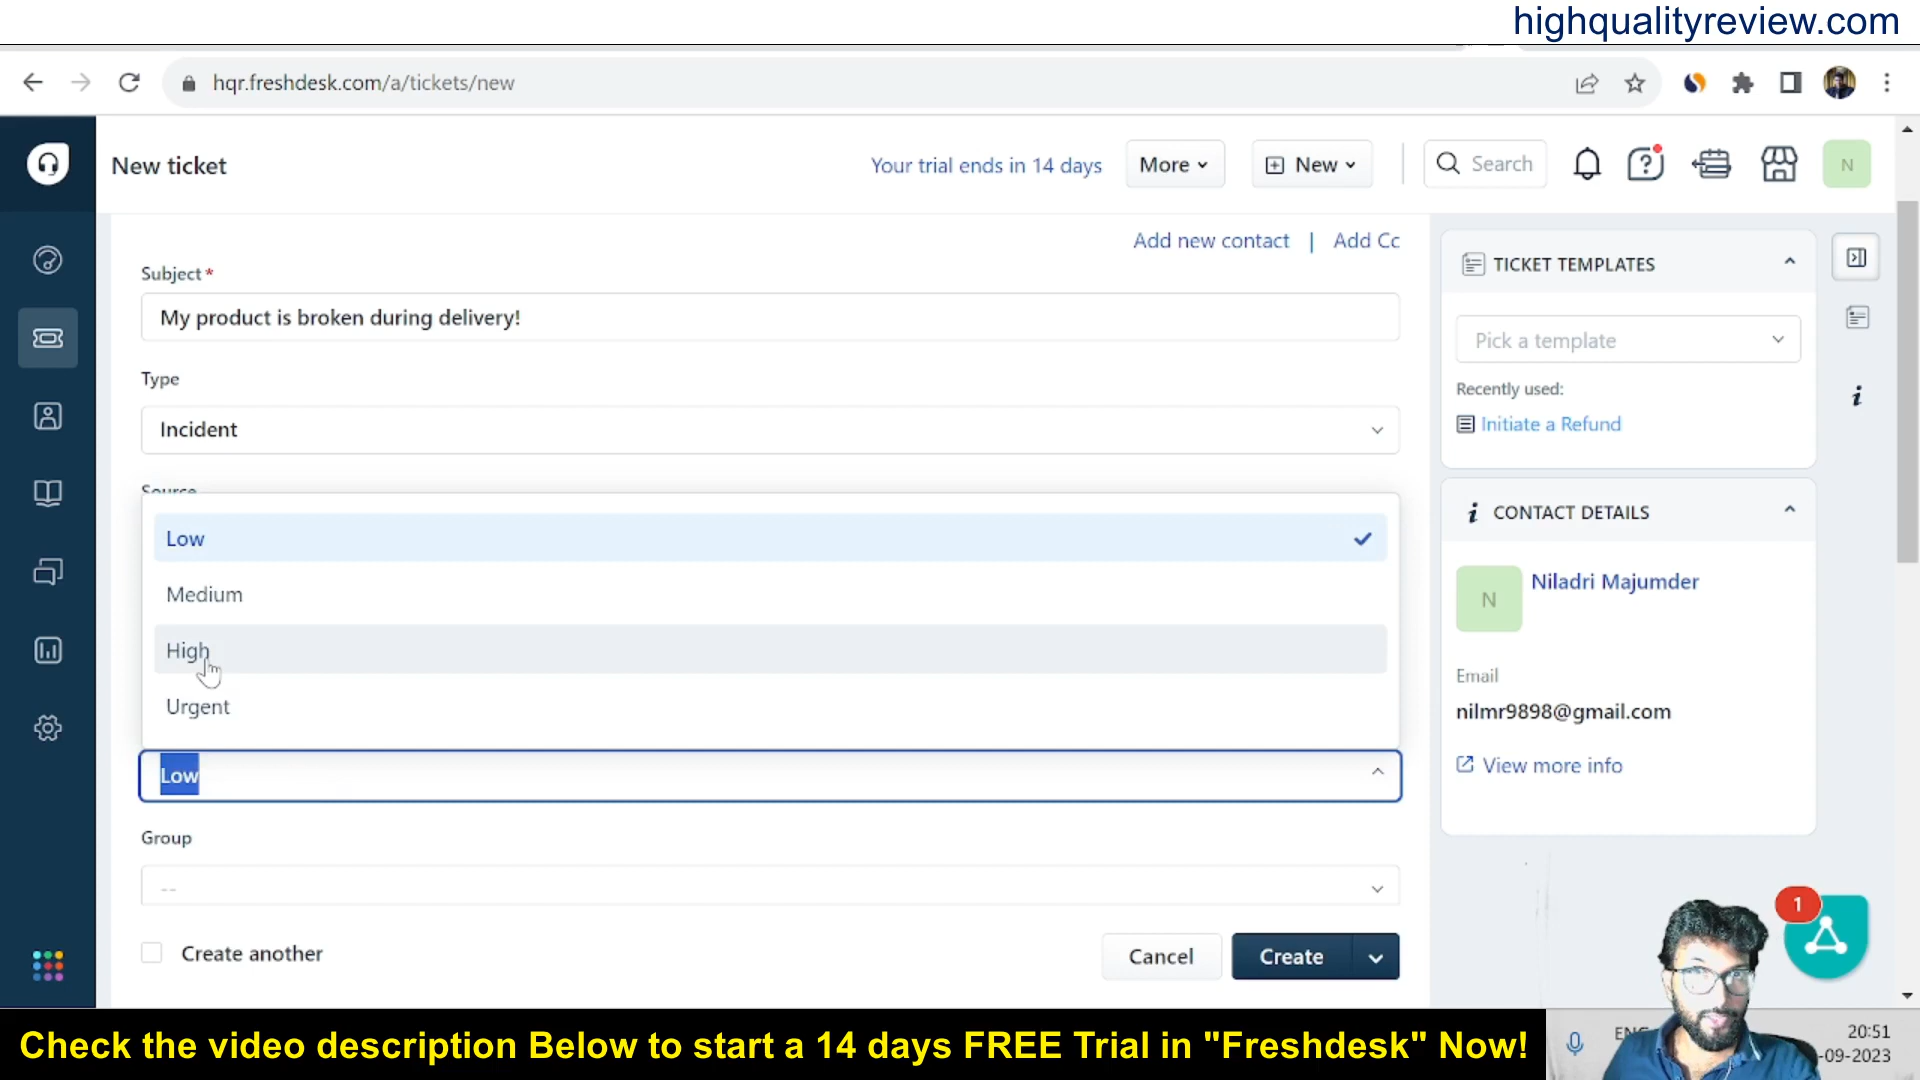 highqualityreview.com
hqr.freshdesk.com/a/tickets/new
New ticket
Your trial ends in 14 days
More
New
Search
N
Add new contact | Add Cc
Subject *
My product is broken during delivery!
Type
Incident
Source
Low
Medium
High
Urgent
Low
Group
--
Create another
Cancel
Create
TICKET TEMPLATES
Pick a template
Recently used:
Initiate a Refund
CONTACT DETAILS
N
Niladri Majumder
Email
nilmr9898@gmail.com
View more info
1
Check the video description Below to start a 14 days FREE Trial in "Freshdesk" Now!
20:51
-09-2023